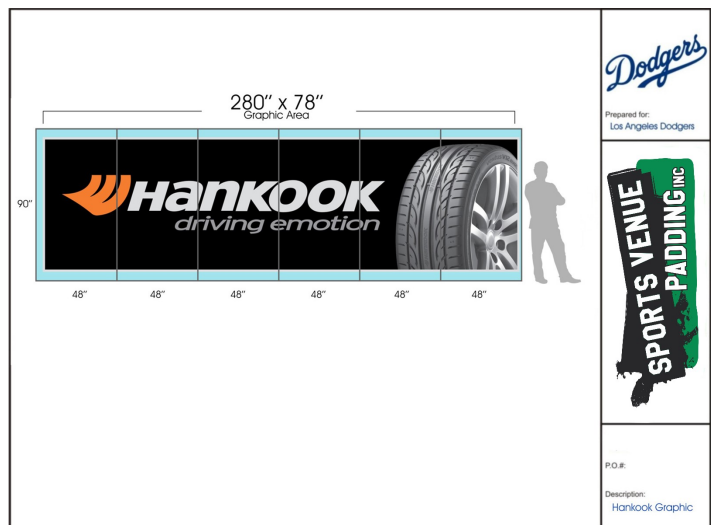 280" x 78"
Graphic Area
90"
HANKOOK
driving emotion
48" 48" 48" 48" 48" 48"
Dodgers
Prepared for:
Los Angeles Dodgers
SPORTS VENUE
PADDING INC
P.O.#:
Description:
Hankook Graphic